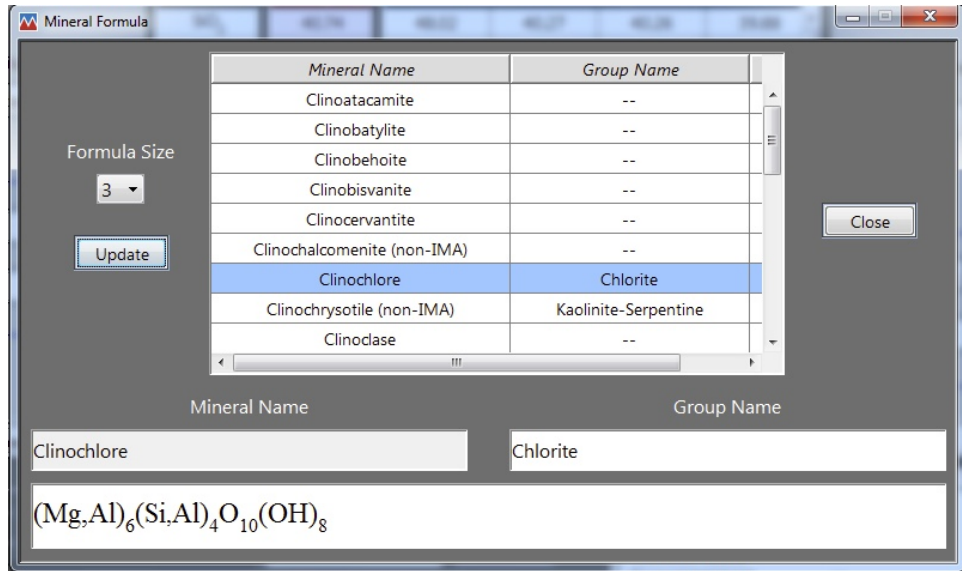 Mineral Formula
Mineral Name Group Name
Clinoatacamite --
Clinobatylite --
Clinobehoite --
Clinobisvanite --
Clinocervantite --
Clinochalcomenite (non-IMA) --
Clinochlore Chlorite
Clinochrysotile (non-IMA) Kaolinite-Serpentine
Clinoclase --
Formula Size
3
Update
Close
Mineral Name Group Name
Clinochlore Chlorite
(Mg,Al)₆(Si,Al)₄O₁₀(OH)₈